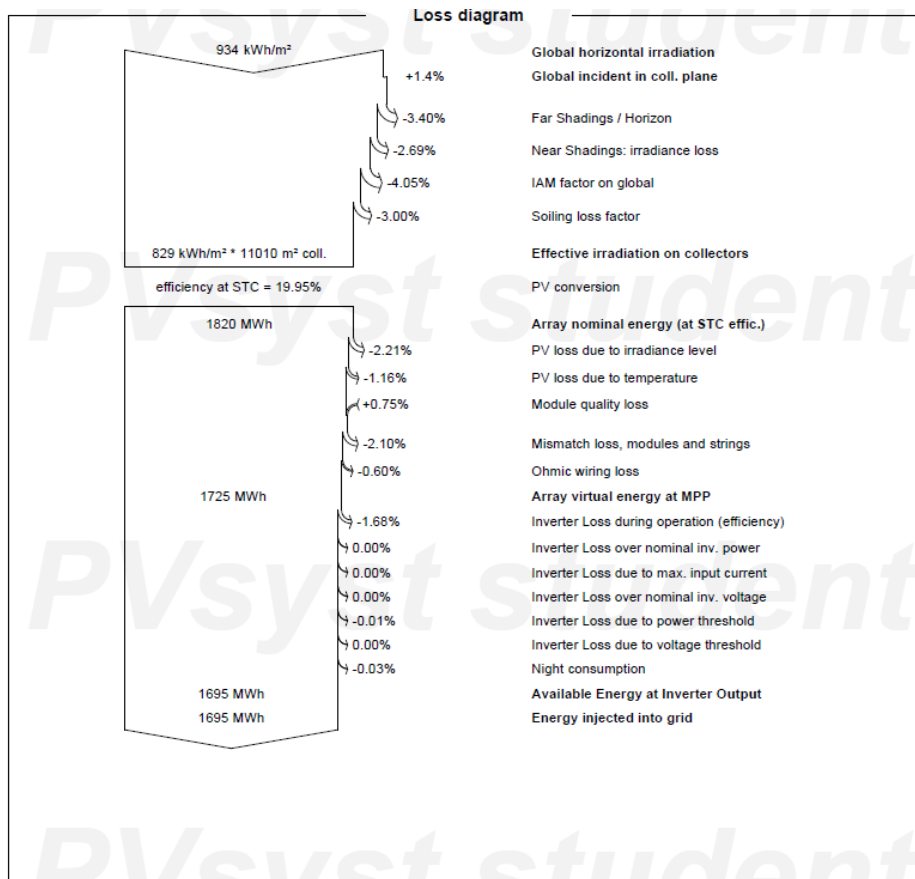 Loss diagram
PVsyst student
934 kWh/m² Global horizontal irradiation
+1.4% Global incident in coll. plane
-3.40% Far Shadings / Horizon
-2.69% Near Shadings: irradiance loss
-4.05% IAM factor on global
-3.00% Soiling loss factor
829 kWh/m² * 11010 m² coll. Effective irradiation on collectors
efficiency at STC = 19.95% PV conversion
PVsyst student
1820 MWh Array nominal energy (at STC effic.)
-2.21% PV loss due to irradiance level
-1.16% PV loss due to temperature
+0.75% Module quality loss
-2.10% Mismatch loss, modules and strings
-0.60% Ohmic wiring loss
1725 MWh Array virtual energy at MPP
-1.68% Inverter Loss during operation (efficiency)
0.00% Inverter Loss over nominal inv. power
0.00% Inverter Loss due to max. input current
PVsyst student
0.00% Inverter Loss over nominal inv. voltage
-0.01% Inverter Loss due to power threshold
0.00% Inverter Loss due to voltage threshold
-0.03% Night consumption
1695 MWh Available Energy at Inverter Output
1695 MWh Energy injected into grid
PVsyst student